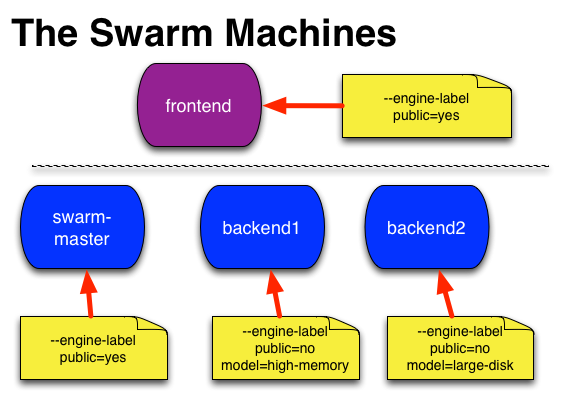 The Swarm Machines
frontend
--engine-label
public=yes
swarm-
master
backend1
backend2
--engine-label
public=yes
--engine-label
public=no
model=high-memory
--engine-label
public=no
model=large-disk